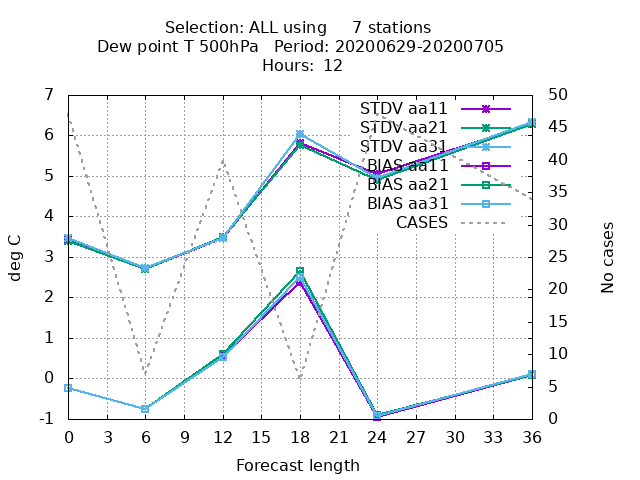 Selection: ALL using     7 stations
Dew point T 500hPa   Period: 20200629-20200705
Hours:  12
7
6
5
4
3
2
1
0
-1
50
45
40
35
30
25
20
15
10
5
0
deg C
No cases
STDV aa11
STDV aa21
STDV aa31
BIAS aa11
BIAS aa21
BIAS aa31
CASES
0 3 6 9 12 15 18 21 24 27 30 33 36
Forecast length